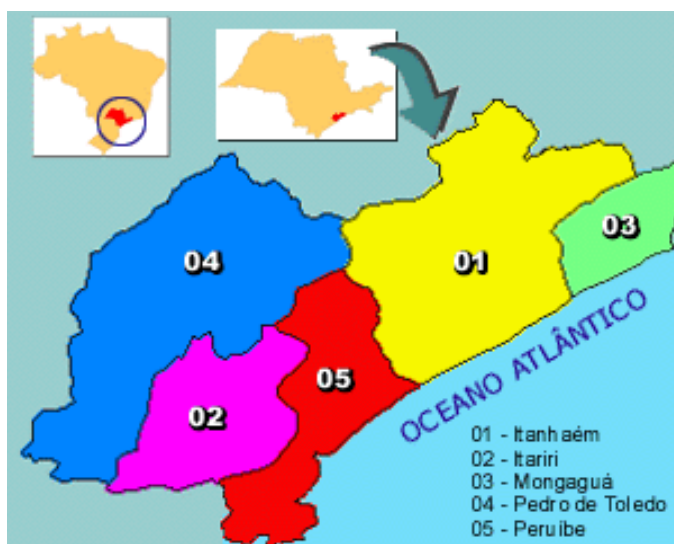 04
01
03
05
02
OCEANO ATLÂNTICO
01 - Itanhaém
02 - Itariri
03 - Mongaguá
04 - Pedro de Toledo
05 - Peruíbe